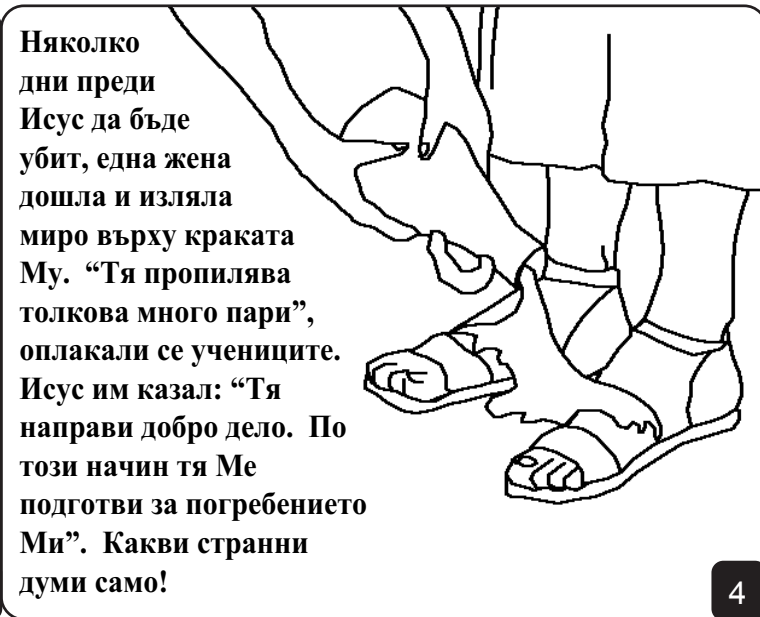 Няколко
дни преди
Исус да бъде
убит, една жена
дошла и изляла
миро върху краката
Му.  “Тя пропилява
толкова много пари”,
оплакали се учениците.
Исус им казал: “Тя
направи добро дело.  По
този начин тя Ме
подготви за погребението
Ми”.  Какви странни
думи само!
4